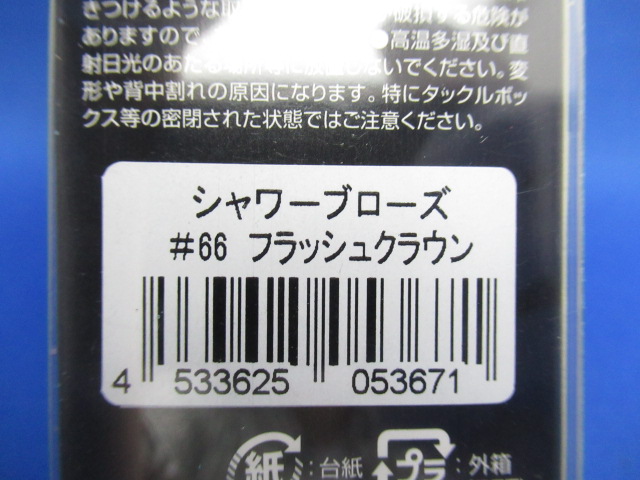 きつけるような取 破損する危険が
ありますので 高温多湿及び直
射日光のあたる場所等に放置しないでください。変
形や背中割れの原因になります。特にタックルボッ
クス等の密閉された状態ではご注意ください。
シャワーブローズ
#66 フラッシュクラウン
4 533625 053671
紙 :台紙 プラ :外箱